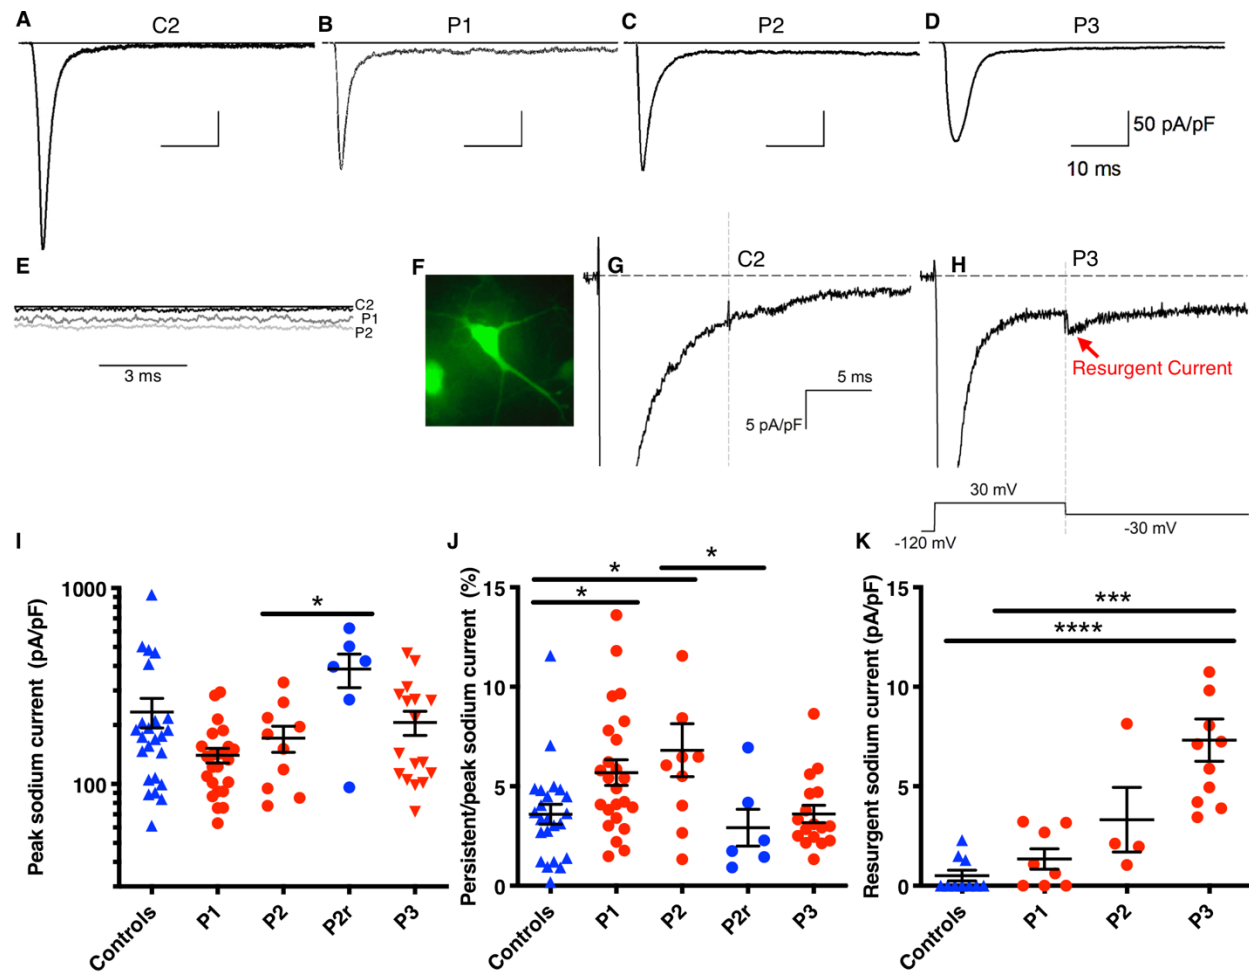 A
C2
B
P1
C
P2
D
P3
50 pA/pF
10 ms
E
C2
P1
P2
3 ms
F
G
C2
5 ms
5 pA/pF
H
P3
Resurgent Current
30 mV
-30 mV
-120 mV
I
Peak sodium current (pA/pF)
1000
100
*
Controls
P1
P2
P2r
P3
J
Persistent/peak sodium current (%)
15
10
5
0
*
*
*
Controls
P1
P2
P2r
P3
K
Resurgent sodium current (pA/pF)
15
10
5
0
***
****
Controls
P1
P2
P3